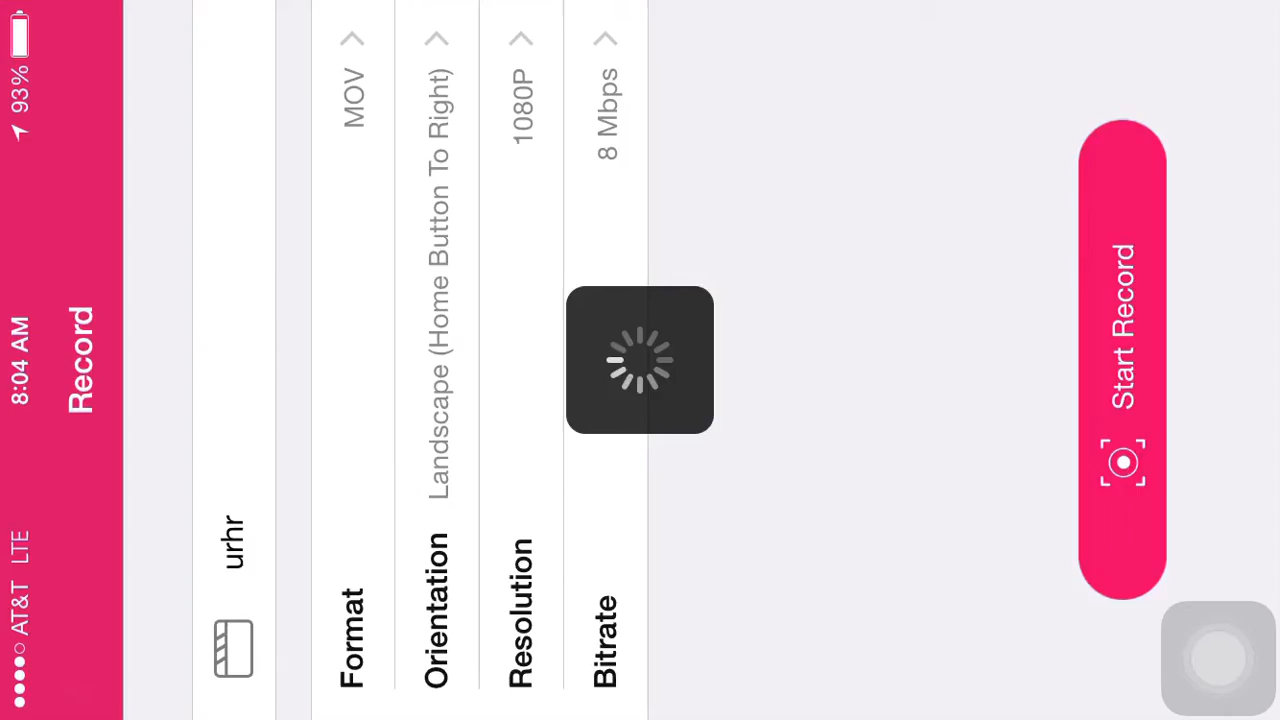 AT&T LTE 8:04 AM 93%
Record
urhr
Format MOV
Orientation Landscape (Home Button To Right)
Resolution 1080P
Bitrate 8 Mbps
Start Record